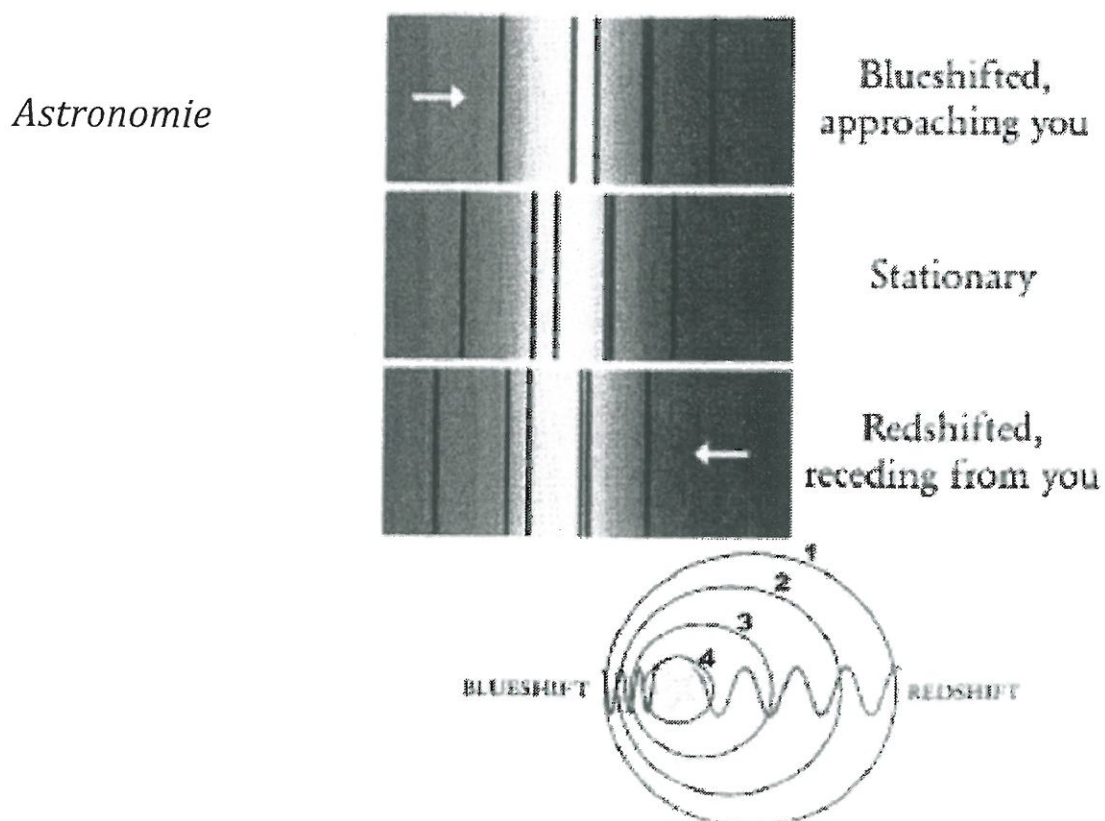 Astronomie
Blueshifted,
approaching you
Stationary
Redshifted,
receding from you
1
2
3
4
BLUESHIFT
REDSHIFT